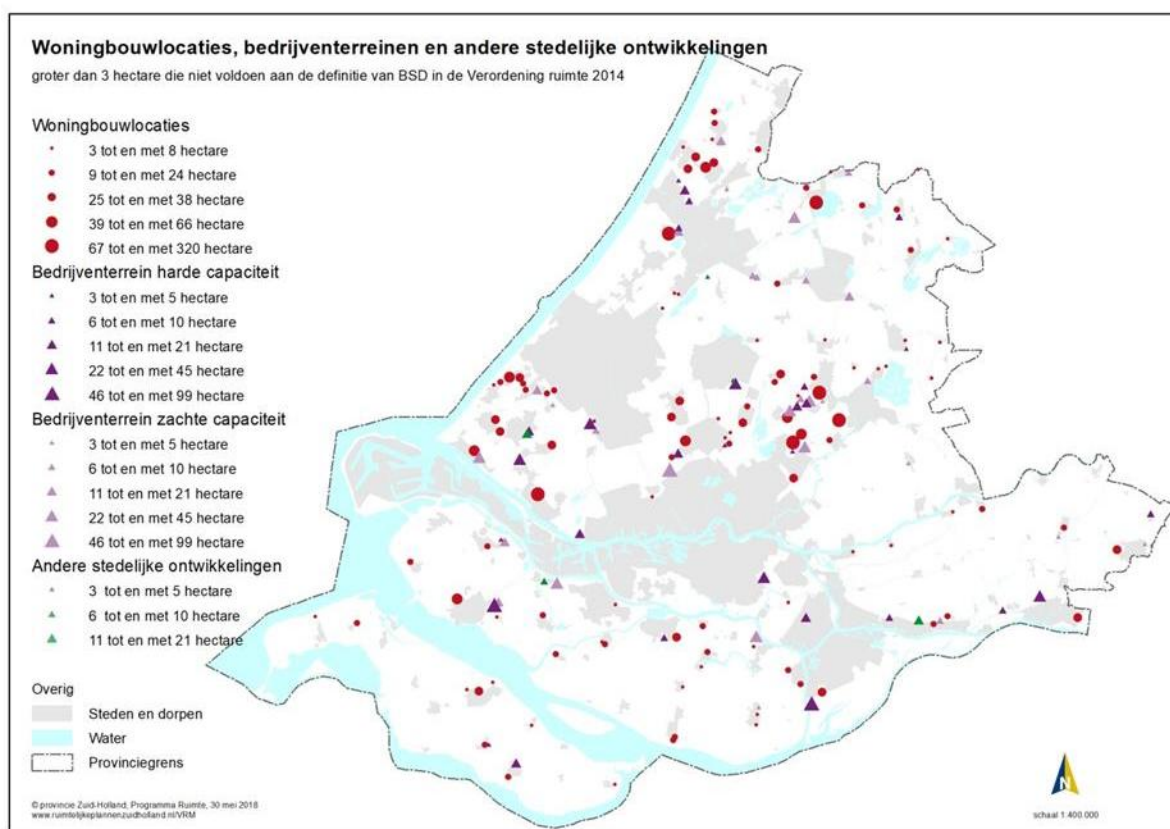 Woningbouwlocaties, bedrijventerreinen en andere stedelijke ontwikkelingen
groter dan 3 hectare die niet voldoen aan de definitie van BSD in de Verordening ruimte 2014
Woningbouwlocaties
3 tot en met 8 hectare
9 tot en met 24 hectare
25 tot en met 38 hectare
39 tot en met 66 hectare
67 tot en met 320 hectare
Bedrijventerrein harde capaciteit
3 tot en met 5 hectare
6 tot en met 10 hectare
11 tot en met 21 hectare
22 tot en met 45 hectare
46 tot en met 99 hectare
Bedrijventerrein zachte capaciteit
3 tot en met 5 hectare
6 tot en met 10 hectare
11 tot en met 21 hectare
22 tot en met 45 hectare
46 tot en met 99 hectare
Andere stedelijke ontwikkelingen
3 tot en met 5 hectare
6 tot en met 10 hectare
11 tot en met 21 hectare
Overig
Steden en dorpen
Water
Provinciegrens
© provincie Zuid-Holland, Programma Ruimte, 30 mei 2018
www.ruimtelijkeplannenzuidholland.nl/VRM
N
schaal 1:400.000